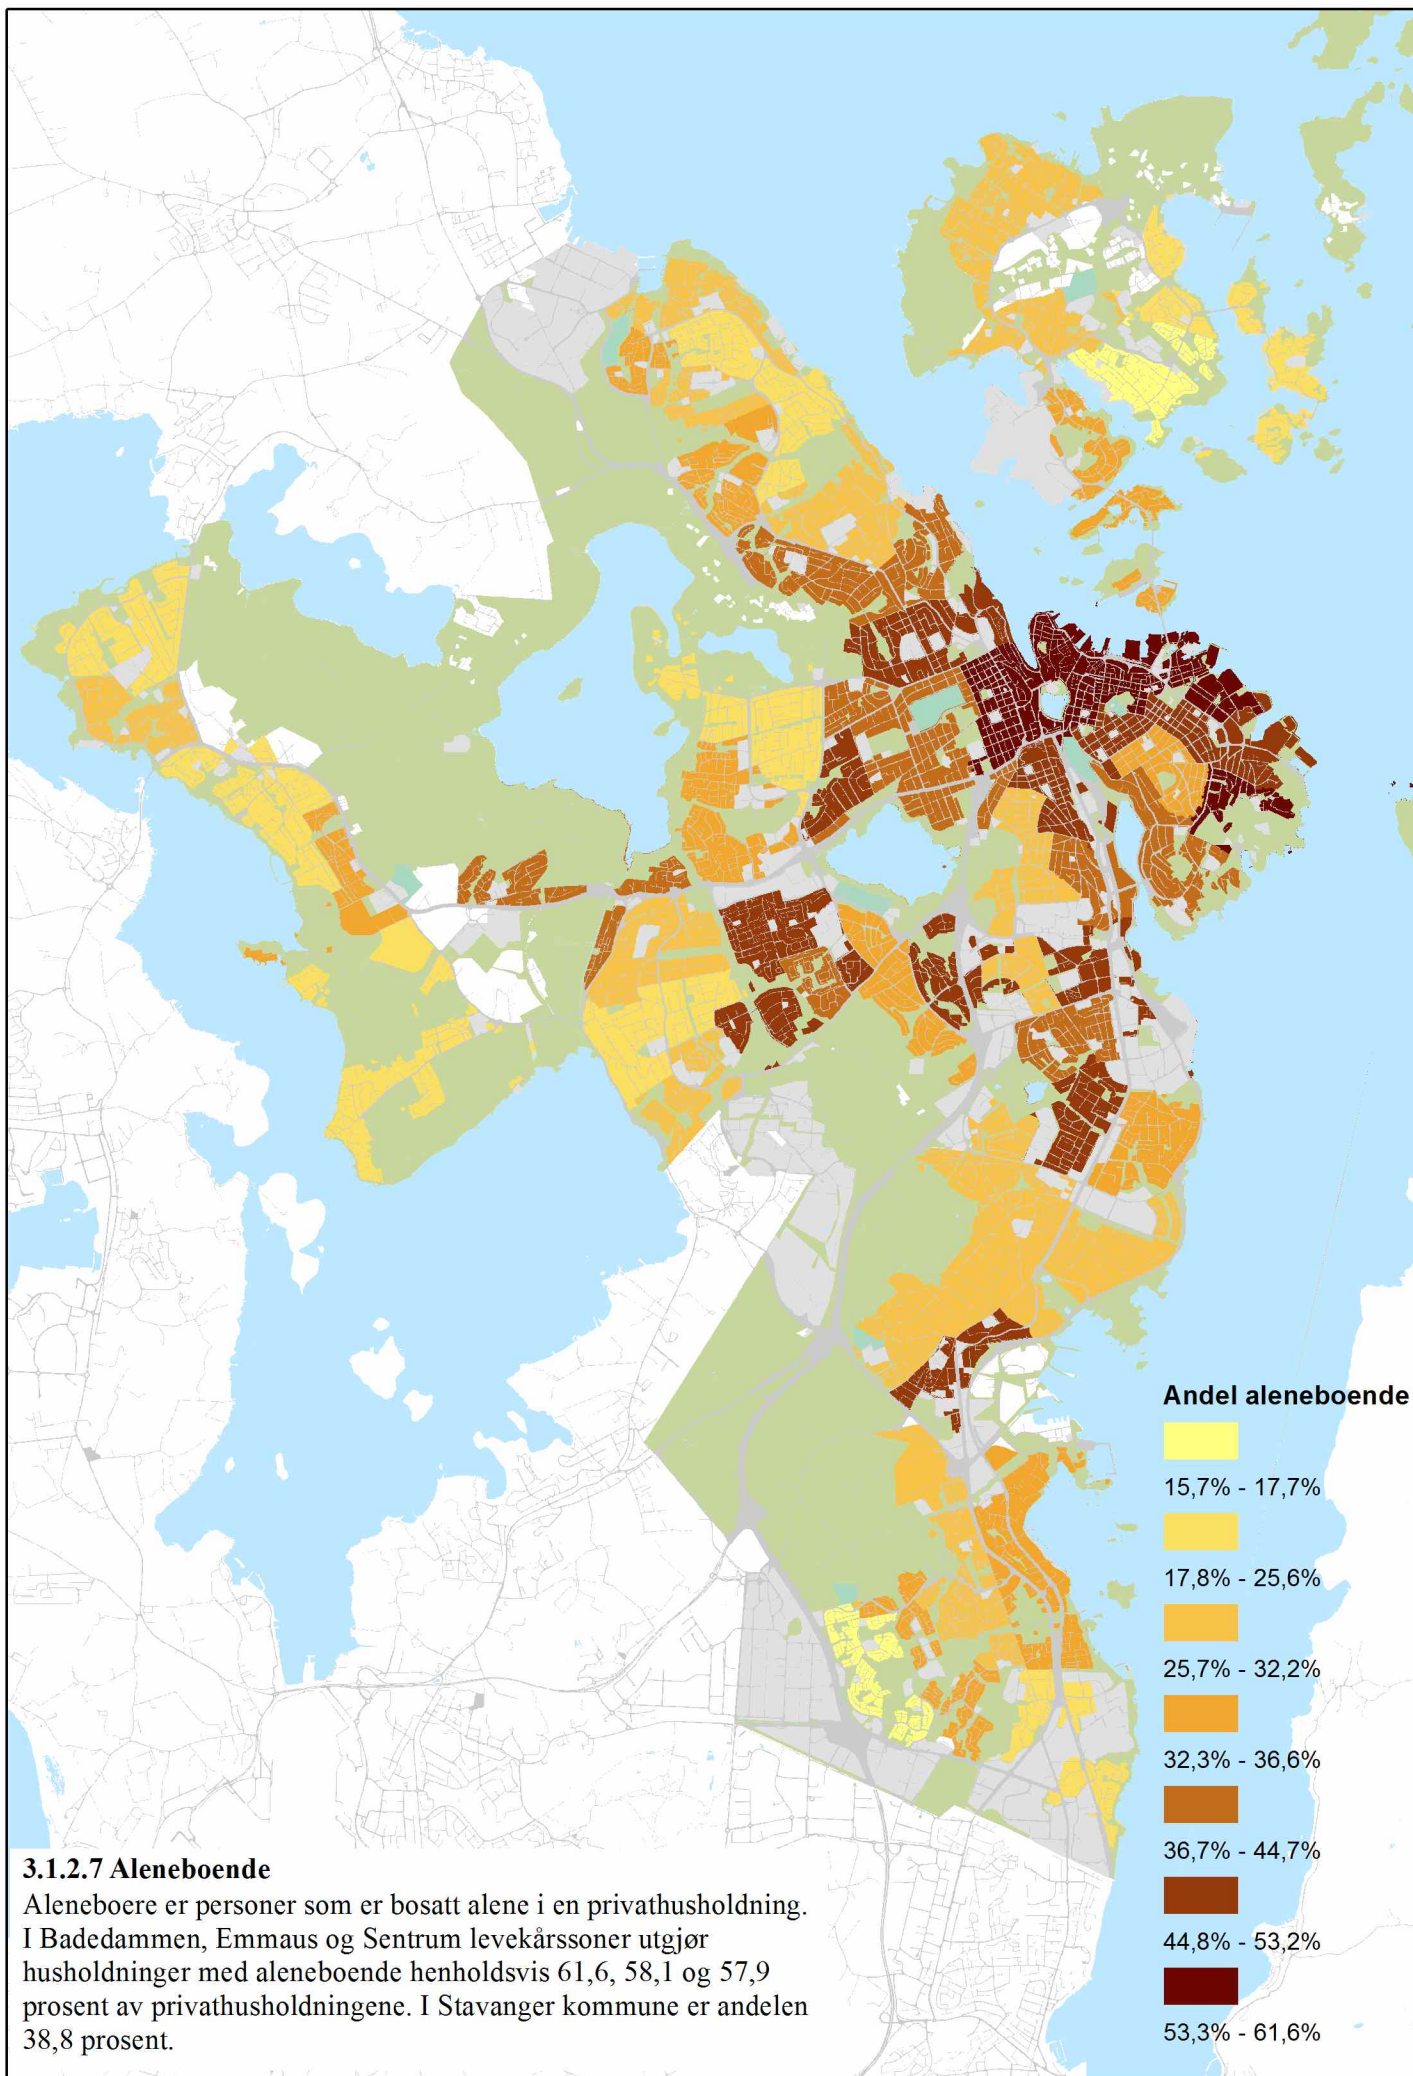 Andel aleneboende
15,7% - 17,7%
17,8% - 25,6%
25,7% - 32,2%
32,3% - 36,6%
36,7% - 44,7%
44,8% - 53,2%
53,3% - 61,6%
3.1.2.7 Aleneboende
Aleneboere er personer som er bosatt alene i en privathusholdning.
I Badedammen, Emmaus og Sentrum levekårssoner utgjør
husholdninger med aleneboende henholdsvis 61,6, 58,1 og 57,9
prosent av privathusholdningene. I Stavanger kommune er andelen
38,8 prosent.